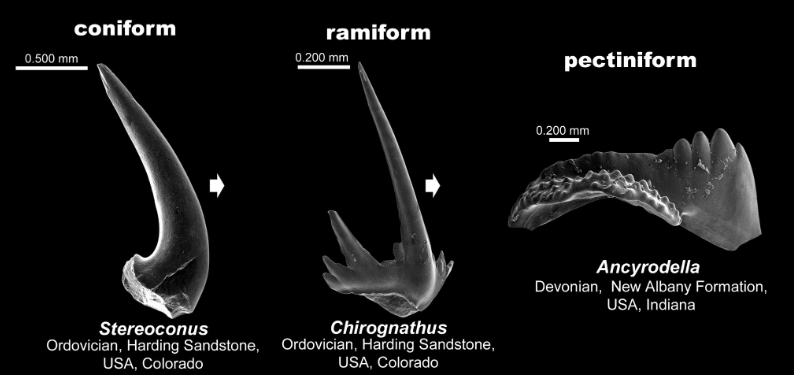 coniform
0.500 mm
Stereoconus
Ordovician, Harding Sandstone,
USA, Colorado
ramiform
0.200 mm
Chirognathus
Ordovician, Harding Sandstone,
USA, Colorado
pectiniform
0.200 mm
Ancyrodella
Devonian, New Albany Formation,
USA, Indiana